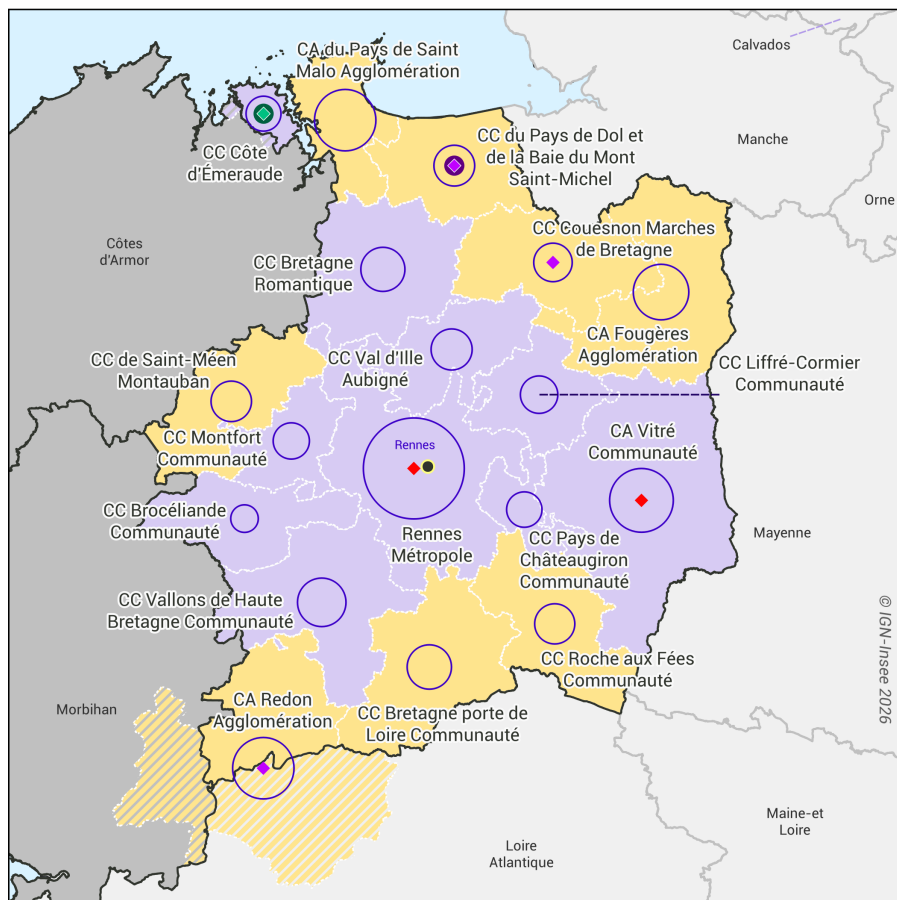 CA du Pays de Saint
Malo Agglomération
Calvados
CC Côte
d'Émeraude
CC du Pays de Dol et
de la Baie du Mont
Saint-Michel
Manche
Orne
CC Couesnon Marches
de Bretagne
Côtes
d'Armor
CC Bretagne
Romantique
CA Fougères
Agglomération
CC de Saint-Méen
Montauban
CC Val d'Ille
Aubigné
CC Liffré-Cormier
Communauté
CC Montfort
Communauté
Rennes
CA Vitré
Communauté
CC Brocéliande
Communauté
Rennes
Métropole
CC Pays de
Châteaugiron
Communauté
Mayenne
CC Vallons de Haute
Bretagne Communauté
© IGN-Insee 2026
CC Roche aux Fées
Communauté
Morbihan
CA Redon
Agglomération
CC Bretagne porte de
Loire Communauté
Maine-et
Loire
Loire
Atlantique